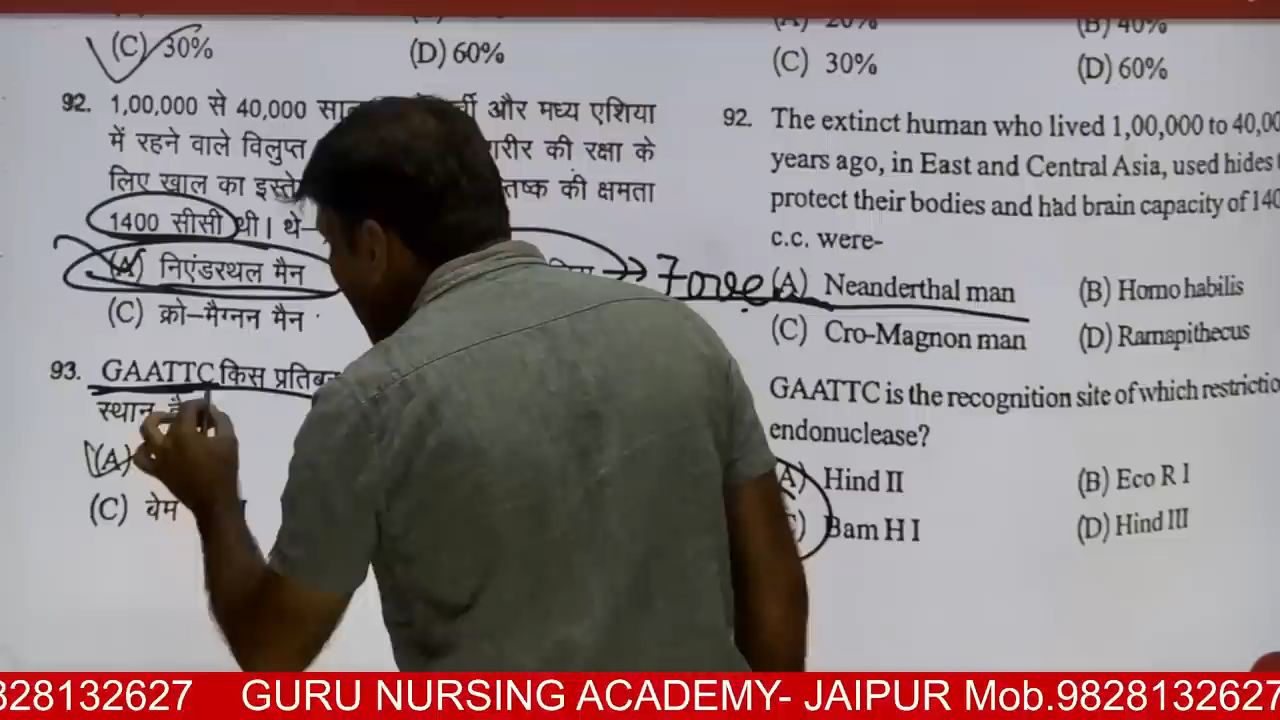 (C) 30%
(D) 60%
92. 1,00,000 से 40,000 और मध्य एशिया
में रहने वाले विलुप्त शरीर की रक्षा के
लिए खाल का की क्षमता
1400 सीसी थी। थे–
(A) निएंडरथल मैन
(C) क्रो–मैग्नन मैन
93. GAATTC किस
स्थान
(A)
(C) बेम
(A) 20%
(B) 40%
(C) 30%
(D) 60%
92. The extinct human who lived 1,00,000 to 40,00
years ago, in East and Central Asia, used hides
protect their bodies and had brain capacity of 140
c.c. were-
(A) Neanderthal man (B) Homo habilis
(C) Cro-Magnon man (D) Ramapithecus
GAATTC is the recognition site of which restrictio
endonuclease?
(A) Hind II (B) Eco R I
Bam H I (D) Hind III
828132627 GURU NURSING ACADEMY- JAIPUR Mob.9828132627